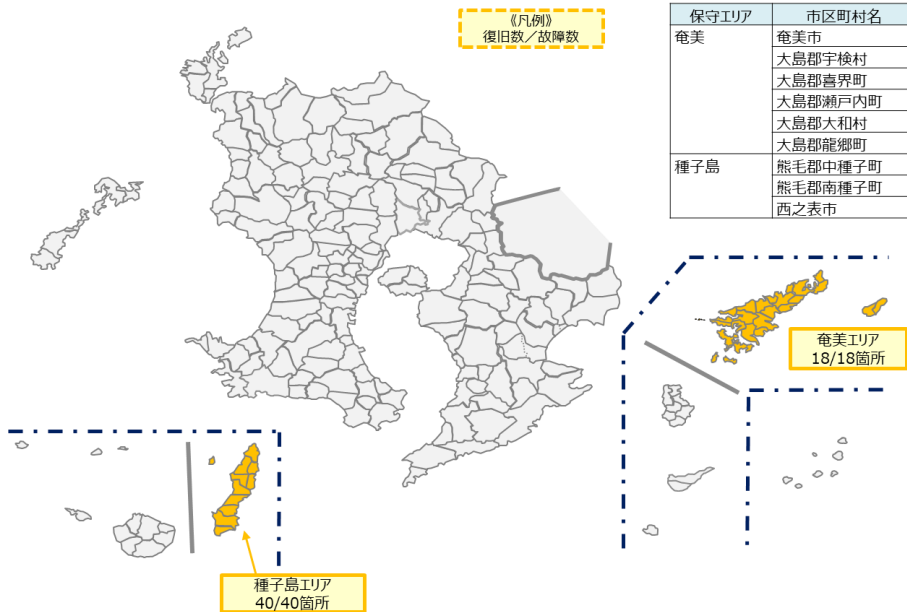 《凡例》
復旧数／故障数
保守エリア 市区町村名
奄美 奄美市
大島郡宇検村
大島郡喜界町
大島郡瀬戸内町
大島郡大和村
大島郡龍郷町
種子島 熊毛郡中種子町
熊毛郡南種子町
西之表市
奄美エリア
18/18箇所
種子島エリア
40/40箇所